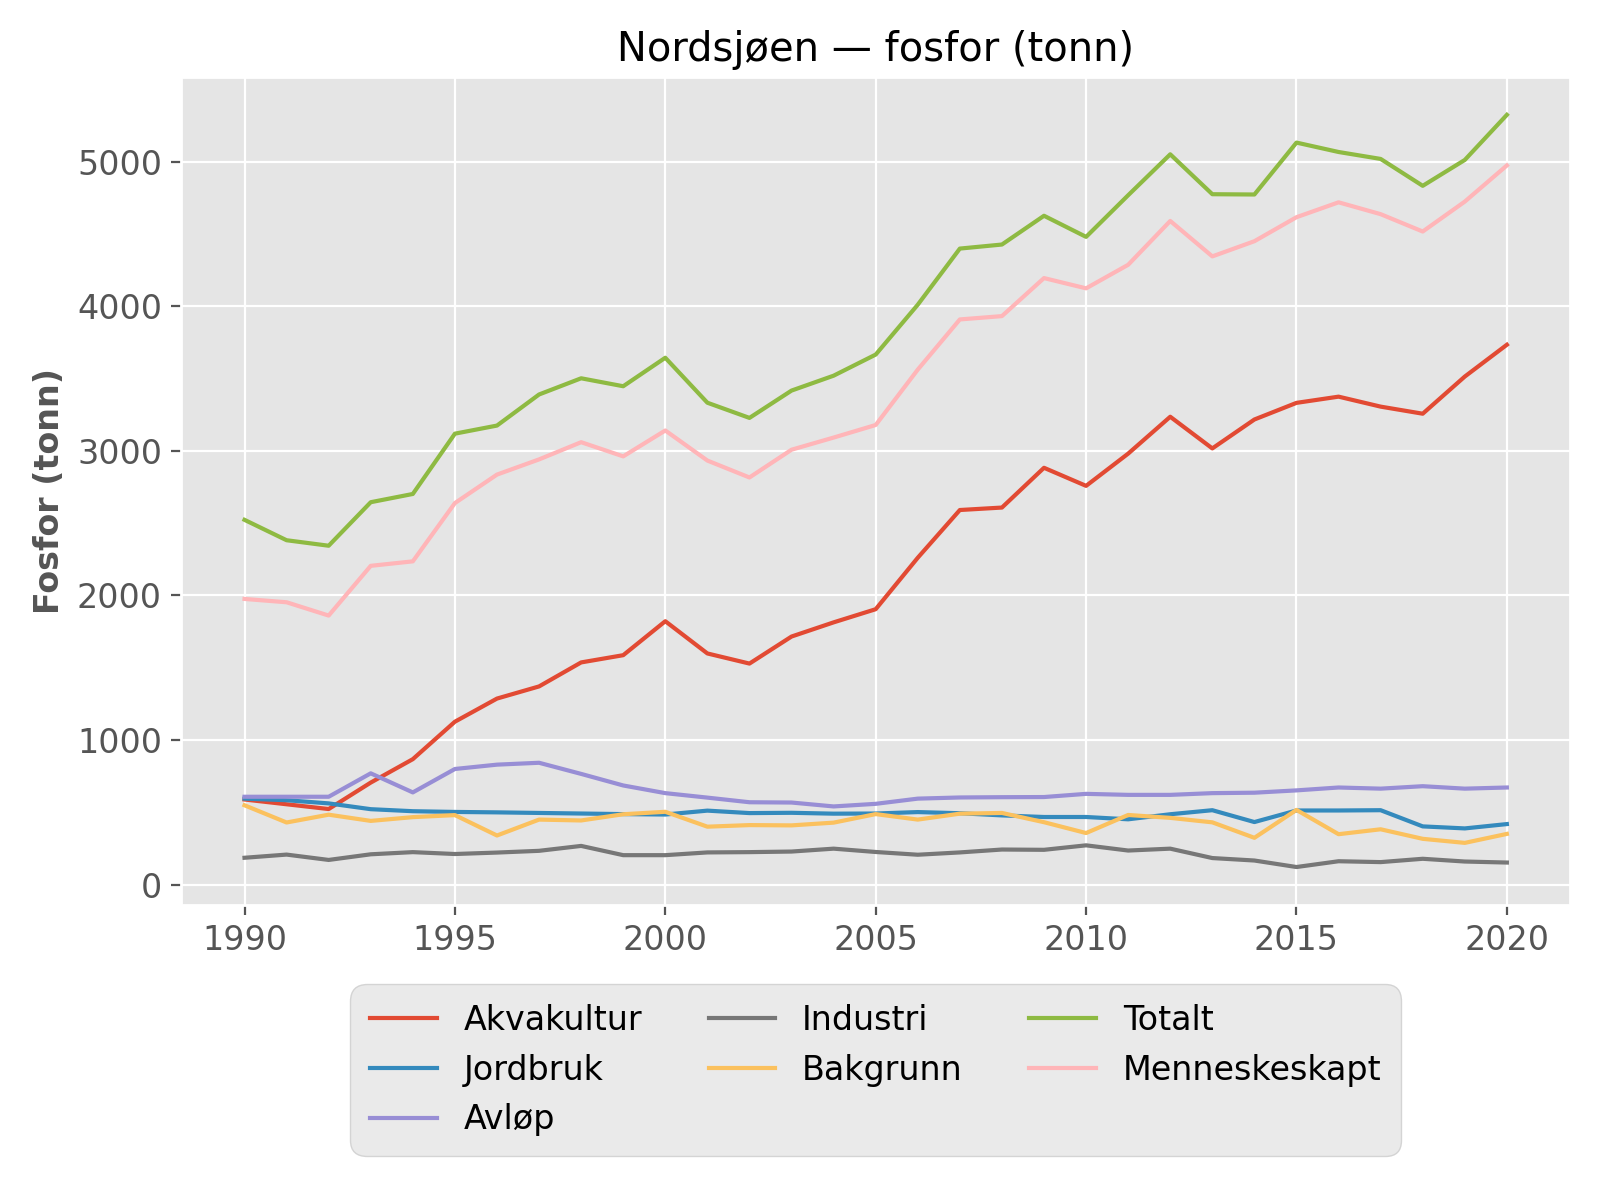 Nordsjøen — fosfor (tonn)
Fosfor (tonn)
5000
4000
3000
2000
1000
0
1990 1995 2000 2005 2010 2015 2020
Akvakultur Industri Totalt
Jordbruk Bakgrunn Menneskeskapt
Avløp